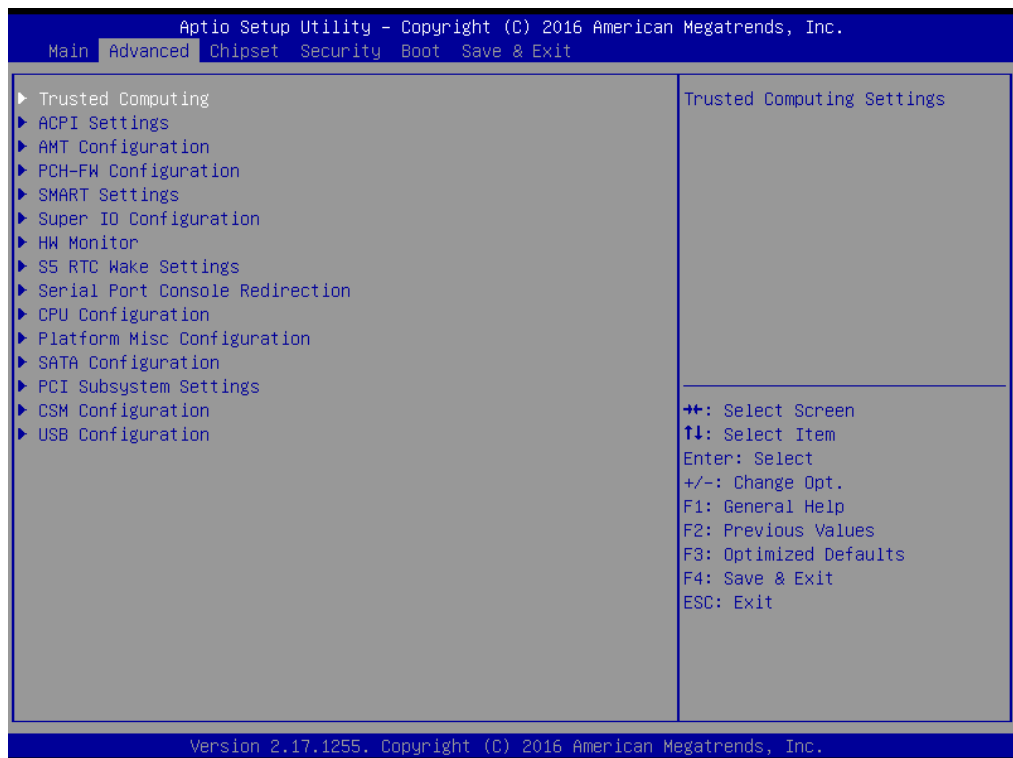 Aptio Setup Utility – Copyright (C) 2016 American Megatrends, Inc.
Main Advanced Chipset Security Boot Save & Exit
▶ Trusted Computing
▶ ACPI Settings
▶ AMT Configuration
▶ PCH-FW Configuration
▶ SMART Settings
▶ Super IO Configuration
▶ HW Monitor
▶ S5 RTC Wake Settings
▶ Serial Port Console Redirection
▶ CPU Configuration
▶ Platform Misc Configuration
▶ SATA Configuration
▶ PCI Subsystem Settings
▶ CSM Configuration
▶ USB Configuration
Trusted Computing Settings
→←: Select Screen
↑↓: Select Item
Enter: Select
+/-: Change Opt.
F1: General Help
F2: Previous Values
F3: Optimized Defaults
F4: Save & Exit
ESC: Exit
Version 2.17.1255. Copyright (C) 2016 American Megatrends, Inc.